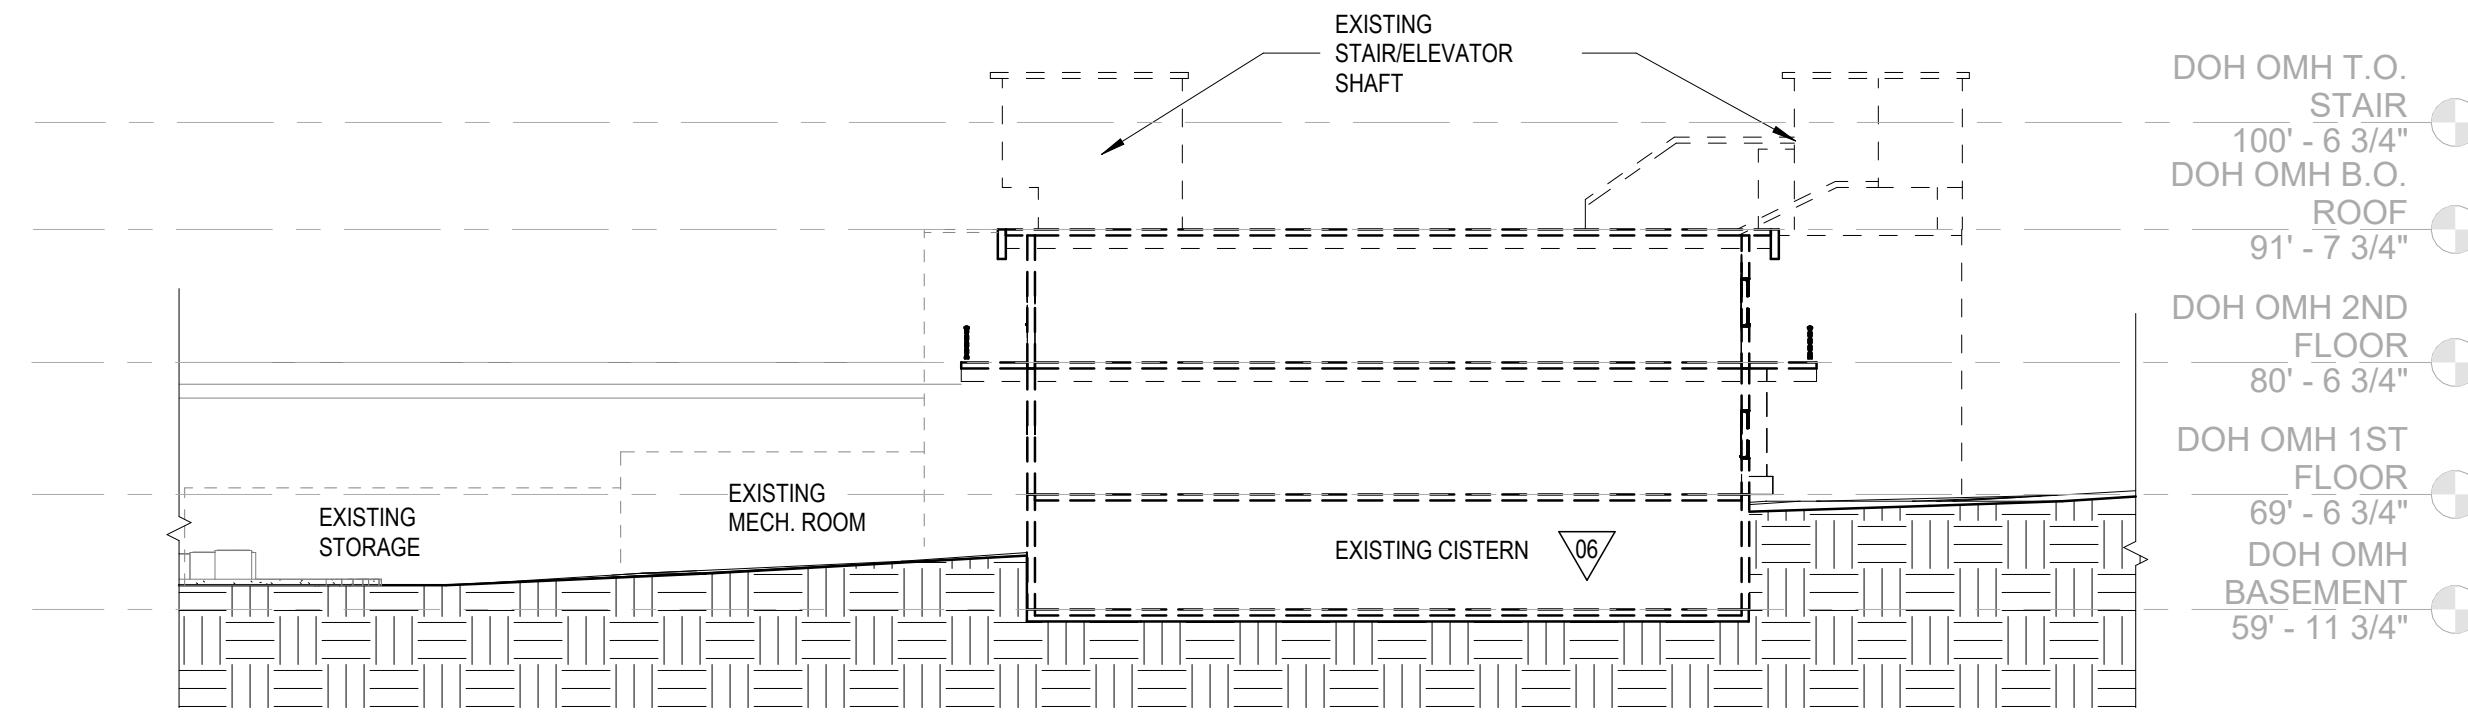 EXISTING
STAIR/ELEVATOR
SHAFT
DOH OMH T.O.
STAIR
100' - 6 3/4"
DOH OMH B.O.
ROOF
91' - 7 3/4"
DOH OMH 2ND
FLOOR
80' - 6 3/4"
DOH OMH 1ST
FLOOR
69' - 6 3/4"
DOH OMH
BASEMENT
59' - 11 3/4"
EXISTING
STORAGE
EXISTING
MECH. ROOM
EXISTING CISTERN
06